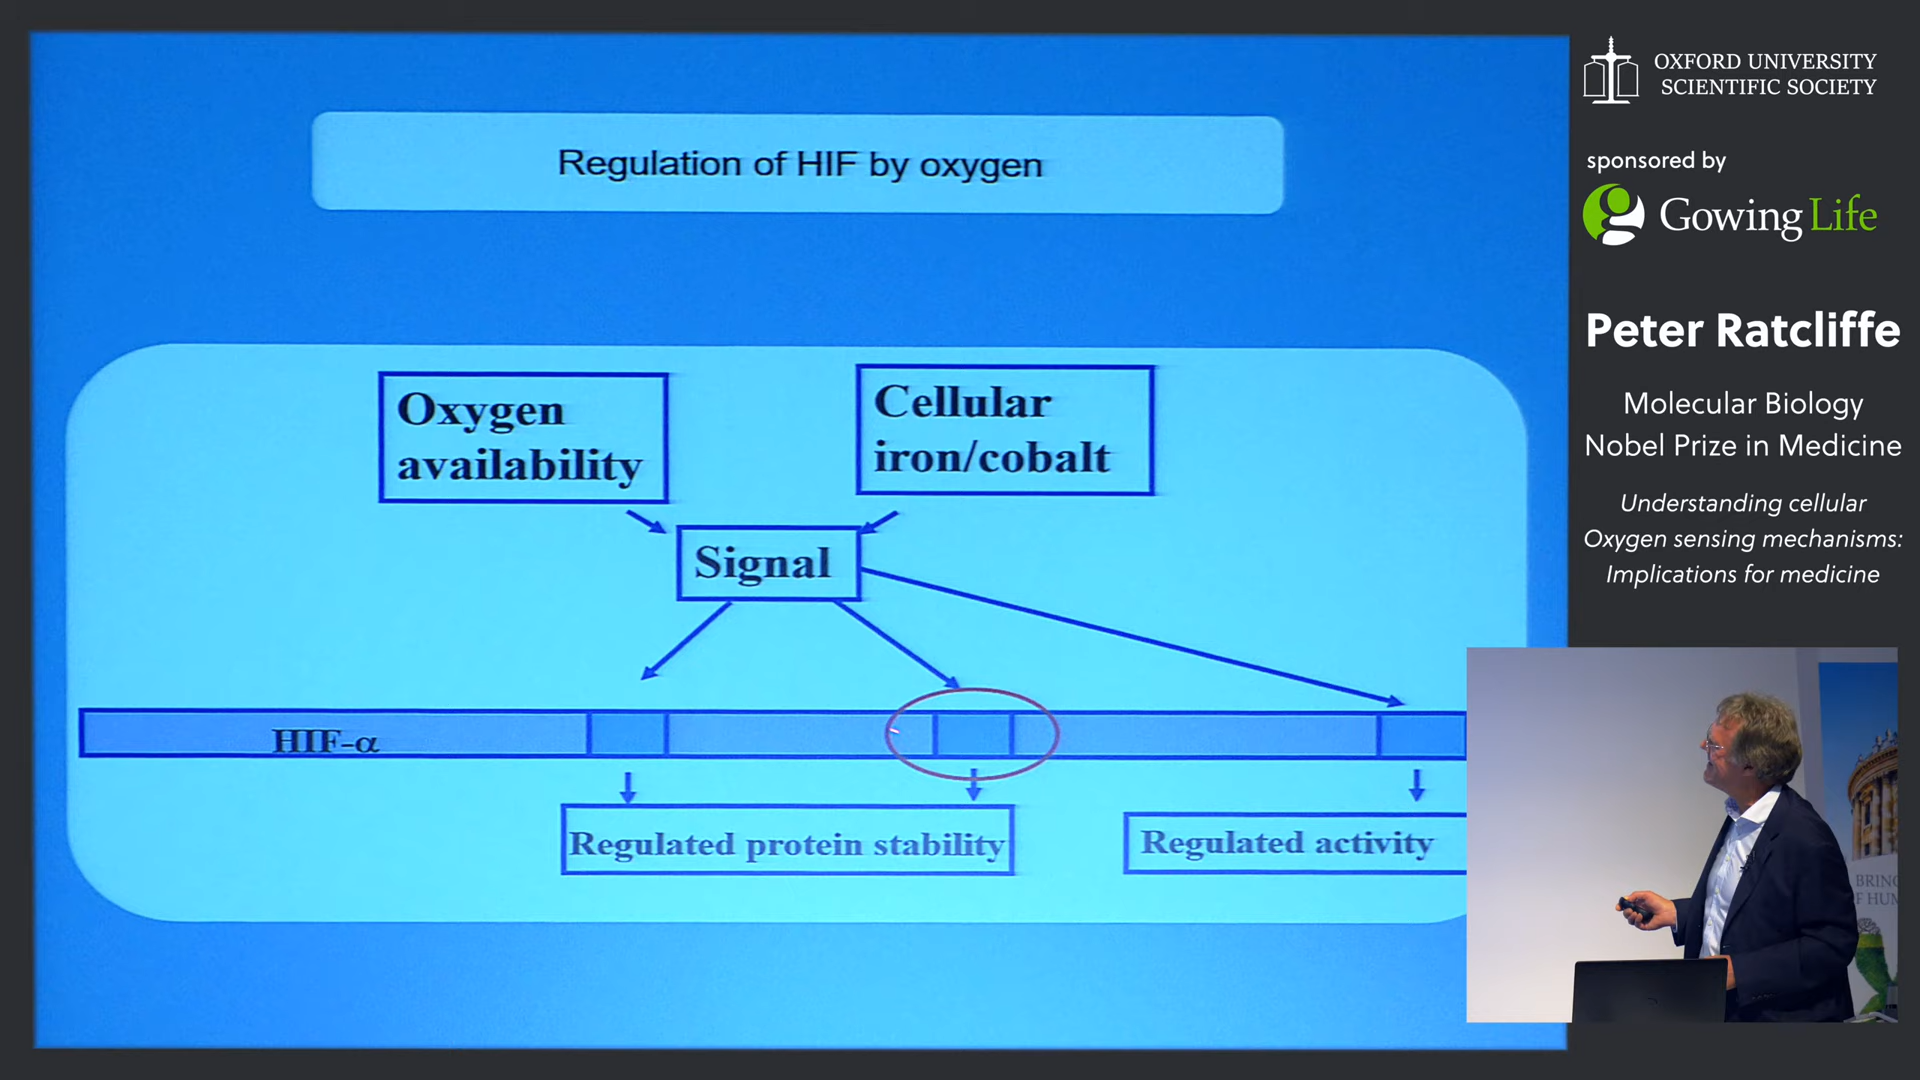 Regulation of HIF by oxygen
Oxygen
availability
Cellular
iron/cobalt
Signal
HIF-α
Regulated protein stability
Regulated activity
OXFORD UNIVERSITY
SCIENTIFIC SOCIETY
sponsored by
Gowing Life
Peter Ratcliffe
Molecular Biology
Nobel Prize in Medicine
Understanding cellular
Oxygen sensing mechanisms:
Implications for medicine